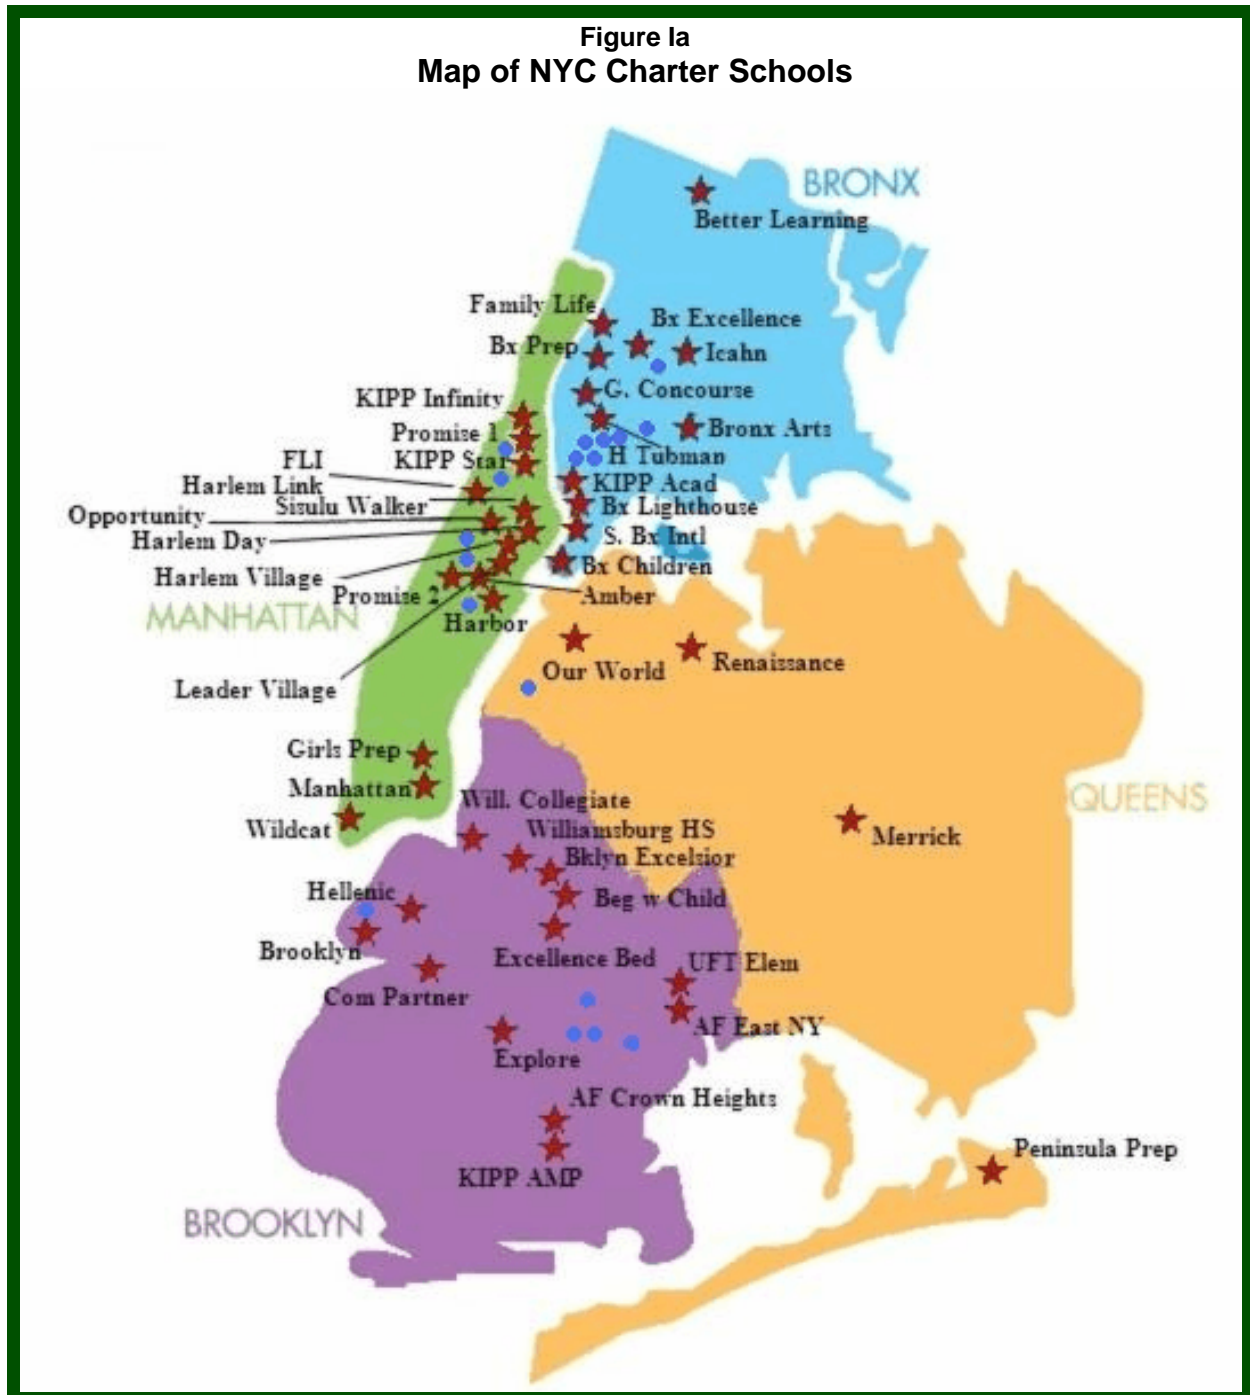 Figure Ia
Map of NYC Charter Schools
BRONX
Better Learning
Family Life
Bx Excellence
Bx Prep
Icahn
G. Concourse
KIPP Infinity
Promise 1
Bronx Arts
FLI
KIPP Star
H Tubman
Harlem Link
KIPP Acad
Sisulu Walker
Bx Lighthouse
Opportunity
S. Bx Intl
Harlem Day
Bx Children
Harlem Village
Promise 2
Amber
MANHATTAN
Harbor
Our World
Renaissance
Leader Village
Girls Prep
Manhattan
QUEENS
Will. Collegiate
Wildcat
Williamsburg HS
Merrick
Bklyn Excelsior
Hellenic
Beg w Child
Brooklyn
Excellence Bed
UFT Elem
Com Partner
AF East NY
Explore
AF Crown Heights
Peninsula Prep
KIPP AMP
BROOKLYN